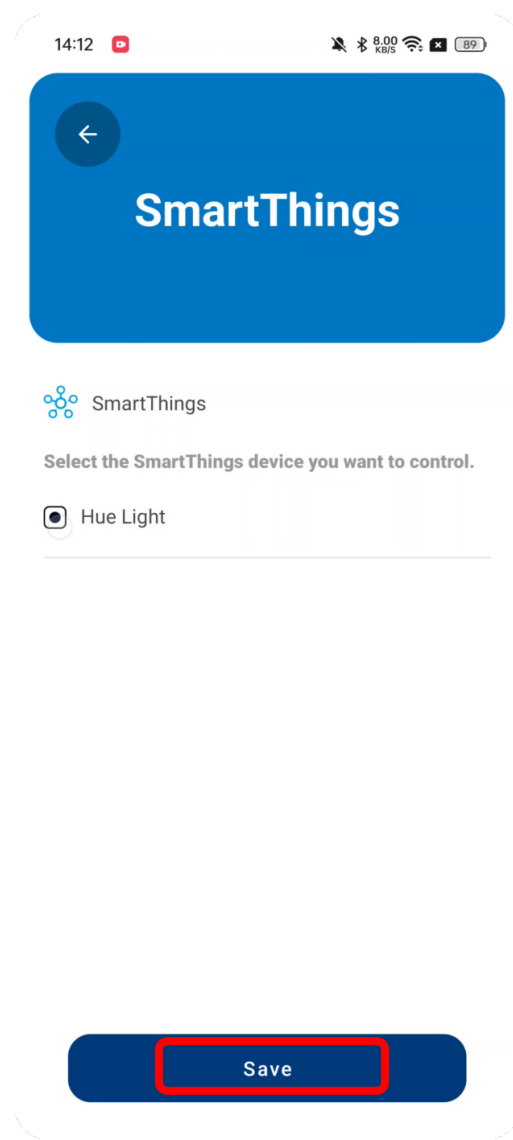 14:12 8.00 KB/S 89
SmartThings
SmartThings
Select the SmartThings device you want to control.
Hue Light
Save